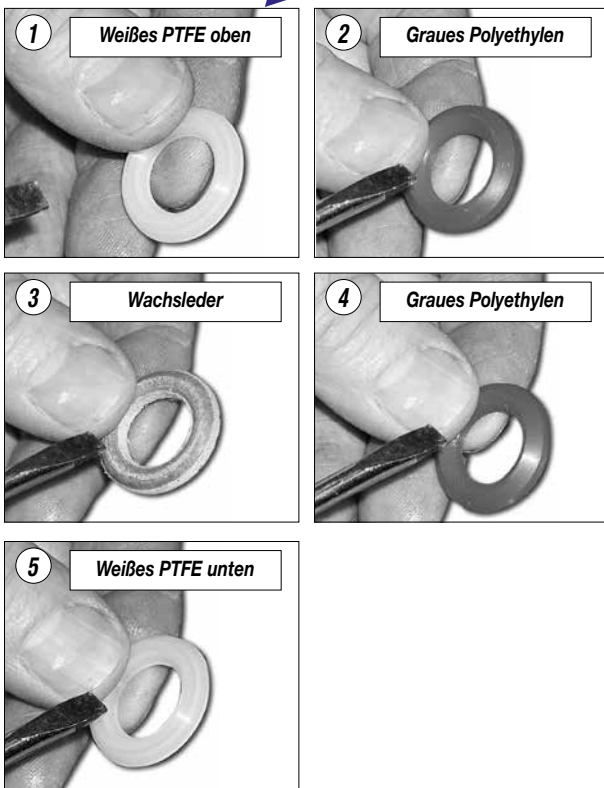 1
Weißes PTFE oben
2
Graues Polyethylen
3
Wachsleder
4
Graues Polyethylen
5
Weißes PTFE unten